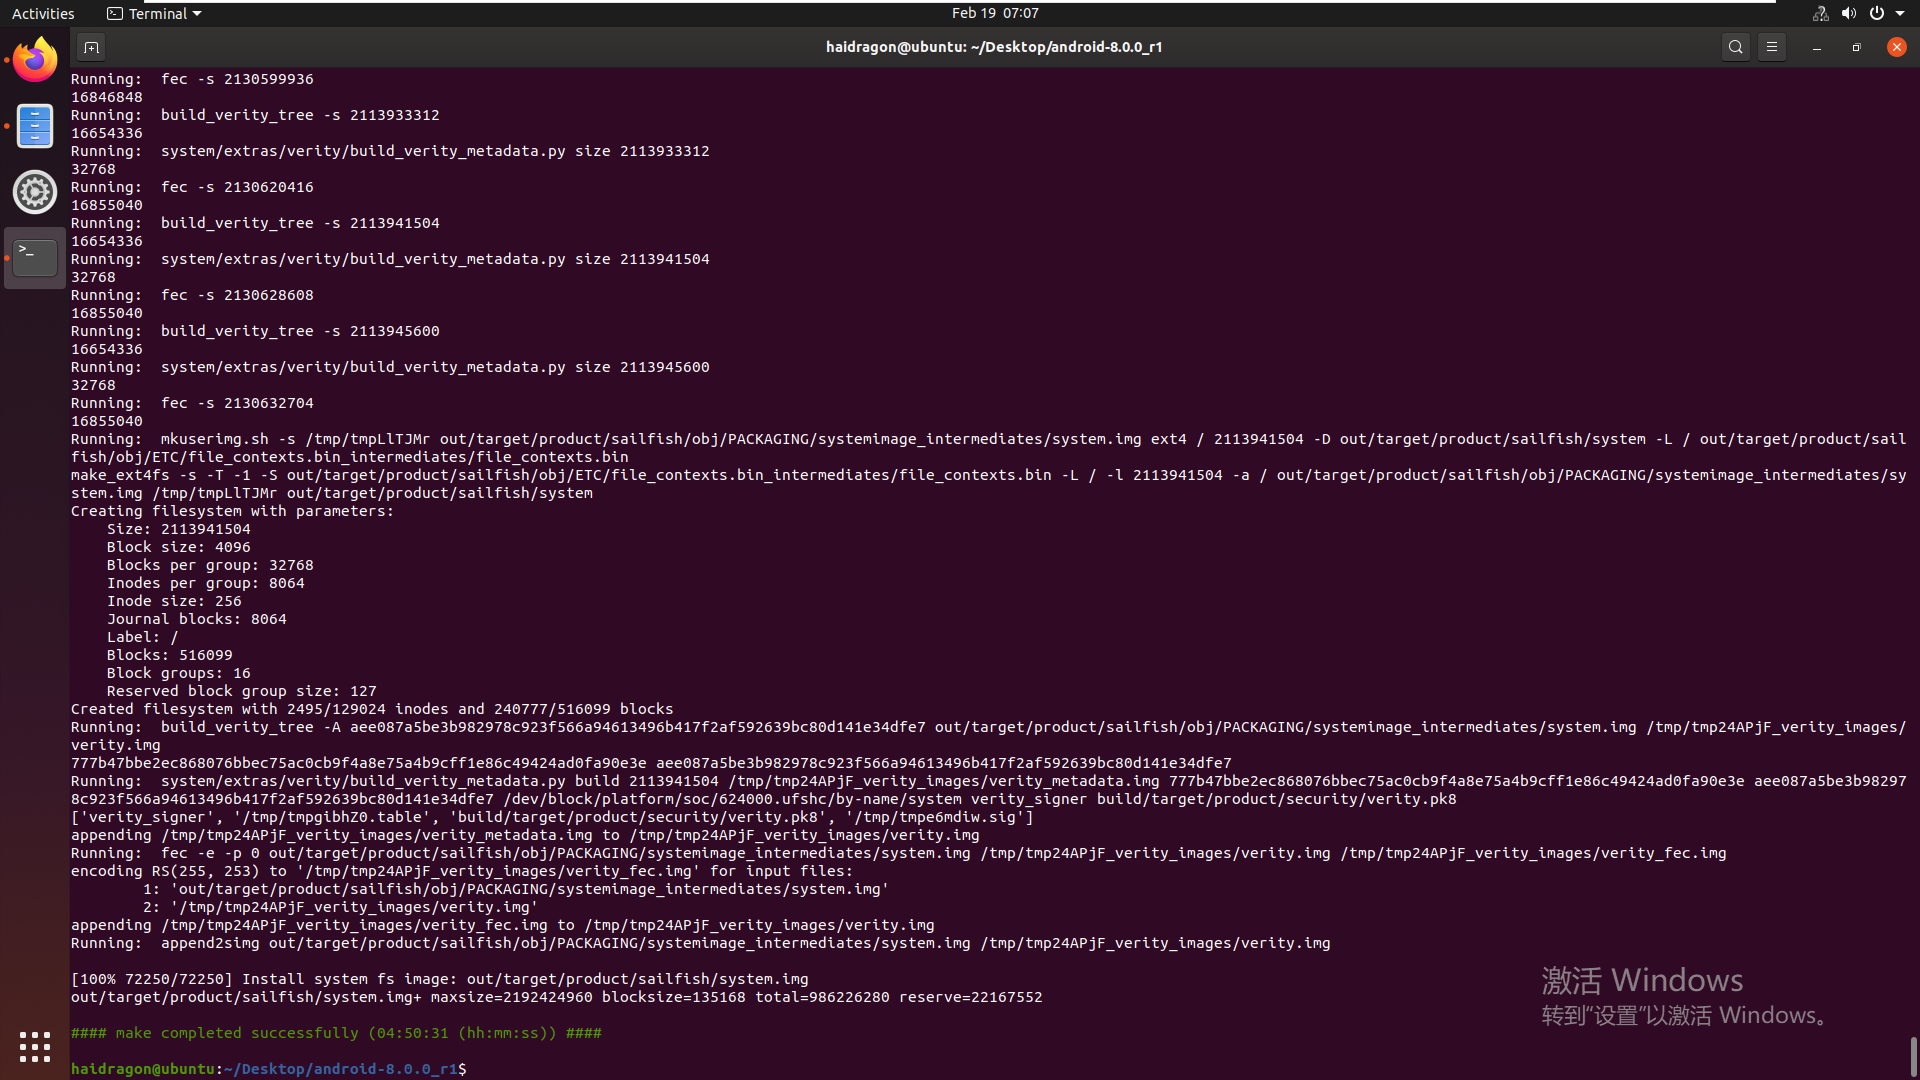 Activities
Terminal
Feb 19 07:07
haidragon@ubuntu: ~/Desktop/android-8.0.0_r1
Running:  fec -s 2130599936
16846848
Running:  build_verity_tree -s 2113933312
16654336
Running:  system/extras/verity/build_verity_metadata.py size 2113933312
32768
Running:  fec -s 2130620416
16855040
Running:  build_verity_tree -s 2113941504
16654336
Running:  system/extras/verity/build_verity_metadata.py size 2113941504
32768
Running:  fec -s 2130628608
16855040
Running:  build_verity_tree -s 2113945600
16654336
Running:  system/extras/verity/build_verity_metadata.py size 2113945600
32768
Running:  fec -s 2130632704
16855040
Running:  mkuserimg.sh -s /tmp/tmpLlTJMr out/target/product/sailfish/obj/PACKAGING/systemimage_intermediates/system.img ext4 / 2113941504 -D out/target/product/sailfish/system -L / out/target/product/sail
fish/obj/ETC/file_contexts.bin_intermediates/file_contexts.bin
make_ext4fs -s -T -1 -S out/target/product/sailfish/obj/ETC/file_contexts.bin_intermediates/file_contexts.bin -L / -l 2113941504 -a / out/target/product/sailfish/obj/PACKAGING/systemimage_intermediates/sy
stem.img /tmp/tmpLlTJMr out/target/product/sailfish/system
Creating filesystem with parameters:
    Size: 2113941504
    Block size: 4096
    Blocks per group: 32768
    Inodes per group: 8064
    Inode size: 256
    Journal blocks: 8064
    Label: /
    Blocks: 516099
    Block groups: 16
    Reserved block group size: 127
Created filesystem with 2495/129024 inodes and 240777/516099 blocks
Running:  build_verity_tree -A aee087a5be3b982978c923f566a94613496b417f2af592639bc80d141e34dfe7 out/target/product/sailfish/obj/PACKAGING/systemimage_intermediates/system.img /tmp/tmp24APjF_verity_images/
verity.img
777b47bbe2ec868076bbec75ac0cb9f4a8e75a4b9cff1e86c49424ad0fa90e3e aee087a5be3b982978c923f566a94613496b417f2af592639bc80d141e34dfe7
Running:  system/extras/verity/build_verity_metadata.py build 2113941504 /tmp/tmp24APjF_verity_images/verity_metadata.img 777b47bbe2ec868076bbec75ac0cb9f4a8e75a4b9cff1e86c49424ad0fa90e3e aee087a5be3b98297
8c923f566a94613496b417f2af592639bc80d141e34dfe7 /dev/block/platform/soc/624000.ufshc/by-name/system verity_signer build/target/product/security/verity.pk8
['verity_signer', '/tmp/tmpgibhZ0.table', 'build/target/product/security/verity.pk8', '/tmp/tmpe6mdiw.sig']
appending /tmp/tmp24APjF_verity_images/verity_metadata.img to /tmp/tmp24APjF_verity_images/verity.img
Running:  fec -e -p 0 out/target/product/sailfish/obj/PACKAGING/systemimage_intermediates/system.img /tmp/tmp24APjF_verity_images/verity.img /tmp/tmp24APjF_verity_images/verity_fec.img
encoding RS(255, 253) to '/tmp/tmp24APjF_verity_images/verity_fec.img' for input files:
        1: 'out/target/product/sailfish/obj/PACKAGING/systemimage_intermediates/system.img'
        2: '/tmp/tmp24APjF_verity_images/verity.img'
appending /tmp/tmp24APjF_verity_images/verity_fec.img to /tmp/tmp24APjF_verity_images/verity.img
Running:  append2simg out/target/product/sailfish/obj/PACKAGING/systemimage_intermediates/system.img /tmp/tmp24APjF_verity_images/verity.img
[100% 72250/72250] Install system fs image: out/target/product/sailfish/system.img
out/target/product/sailfish/system.img+ maxsize=2192424960 blocksize=135168 total=986226280 reserve=22167552
#### make completed successfully (04:50:31 (hh:mm:ss)) ####
haidragon@ubuntu:~/Desktop/android-8.0.0_r1$
激活 Windows
转到“设置”以激活 Windows。